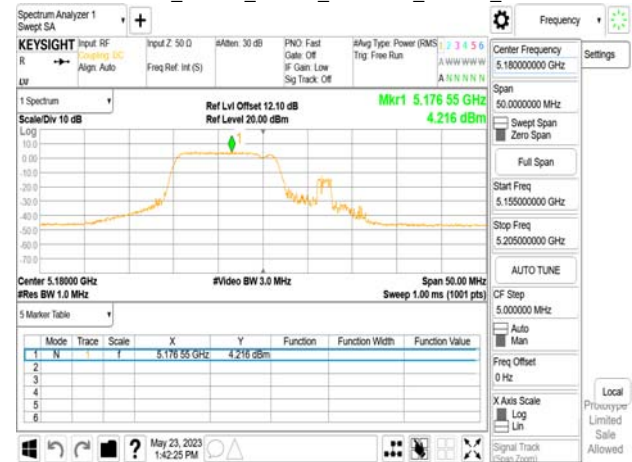 Spectrum Analyzer 1
Swept SA
+
Frequency
KEYSIGHT
R
Input: RF
Coupling: DC
Align: Auto
Input Z: 50 Ω
Freq Ref: Int (S)
#Atten: 30 dB
PNO: Fast
Gate: Off
IF Gain: Low
Sig Track: Off
#Avg Type: Power (RMS
Trig: Free Run
1 2 3 4 5 6
A W W W W W
A N N N N N
Center Frequency
5.180000000 GHz
Settings
1 Spectrum
Scale/Div 10 dB
Ref Lvl Offset 12.10 dB
Ref Level 20.00 dBm
Mkr1 5.176 55 GHz
4.216 dBm
Span
50.0000000 MHz
Swept Span
Zero Span
Full Span
Start Freq
5.155000000 GHz
Stop Freq
5.205000000 GHz
AUTO TUNE
CF Step
5.000000 MHz
Auto
Man
Freq Offset
0 Hz
X Axis Scale
Log
Lin
Signal Track
(Span Zoom)
Log
10.0
0.00
-10.0
-20.0
-30.0
-40.0
-50.0
-60.0
-70.0
1
Center 5.18000 GHz
#Res BW 1.0 MHz
#Video BW 3.0 MHz
Span 50.00 MHz
Sweep 1.00 ms (1001 pts)
5 Marker Table
Mode Trace Scale X Y Function Function Width Function Value
1 N 1 f 5.176 55 GHz 4.216 dBm
2
3
4
5
6
Local
Prototype
Limited
Sale
Allowed
?
May 23, 2023
1:42:25 PM